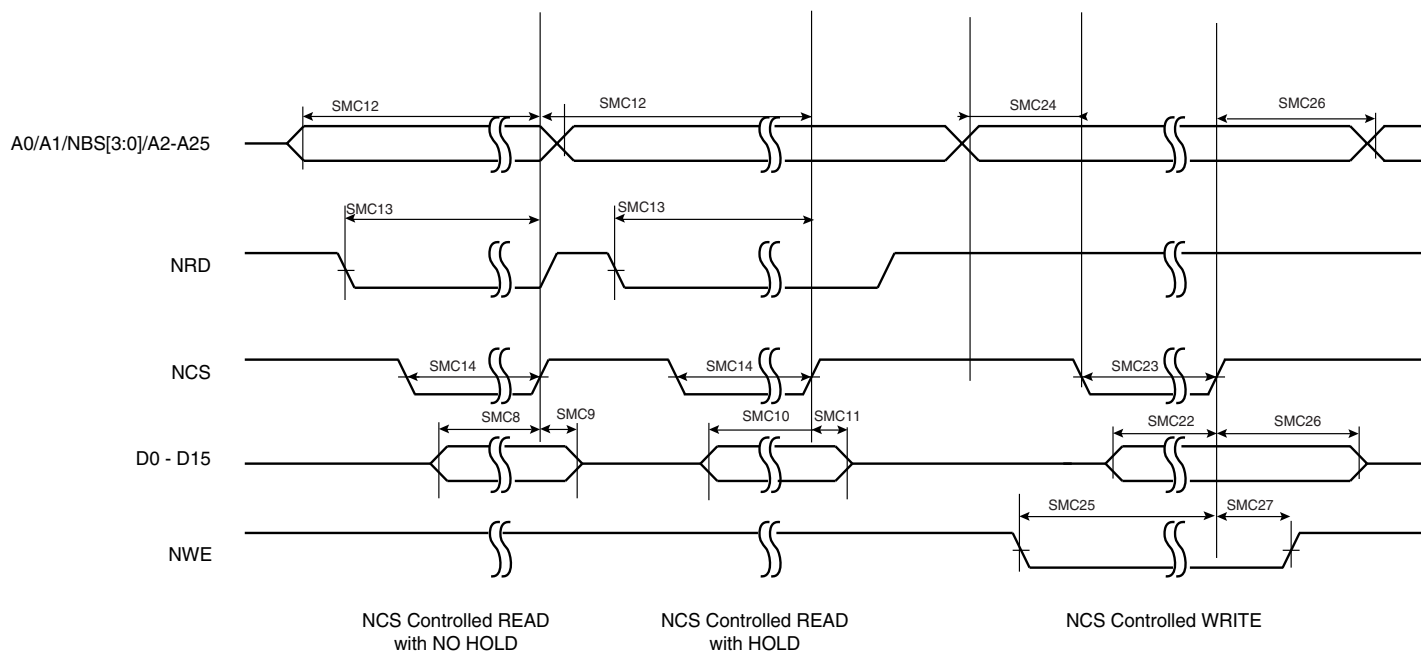 SMC12
SMC12
SMC24
SMC26
A0/A1/NBS[3:0]/A2-A25
SMC13
SMC13
NRD
NCS
SMC14
SMC14
SMC23
SMC8
SMC9
SMC10
SMC11
SMC22
SMC26
D0 - D15
SMC25
SMC27
NWE
NCS Controlled READ
with NO HOLD
NCS Controlled READ
with HOLD
NCS Controlled WRITE